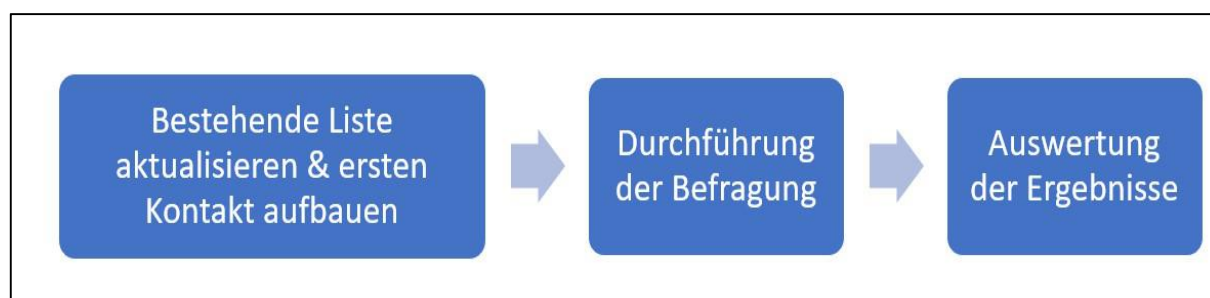 Bestehende Liste
aktualisieren & ersten
Kontakt aufbauen
Durchführung
der Befragung
Auswertung
der Ergebnisse